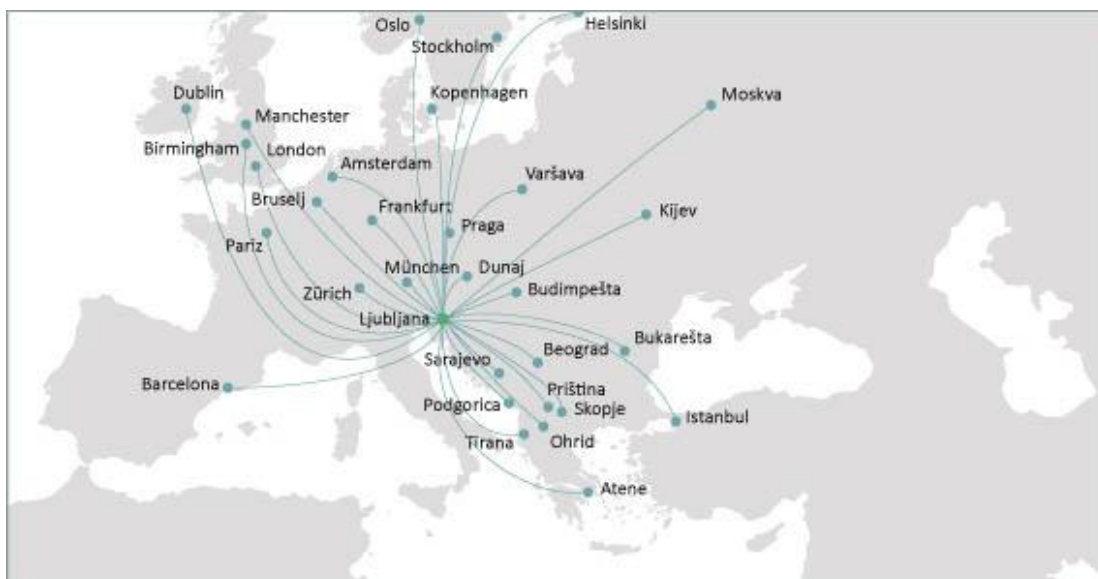 Oslo
Helsinki
Stockholm
Dublin
Kopenhagen
Moskva
Manchester
Birmingham
London
Amsterdam
Varšava
Bruselj
Frankfurt
Kijev
Praga
Pariz
München
Dunaj
Zürich
Budimpešta
Ljubljana
Bukarešta
Sarajevo
Beograd
Barcelona
Priština
Podgorica
Skopje
Istanbul
Tirana
Ohrid
Atene